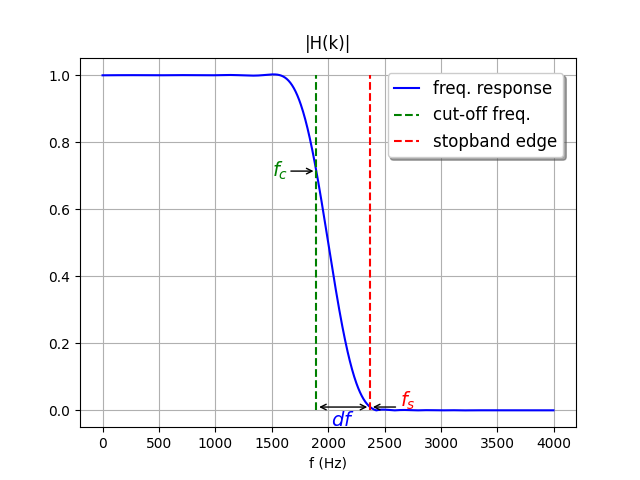 |H(k)|
1.0
0.8
0.6
0.4
0.2
0.0
freq. response
cut-off freq.
stopband edge
f_c
f_s
df
0 500 1000 1500 2000 2500 3000 3500 4000
f (Hz)